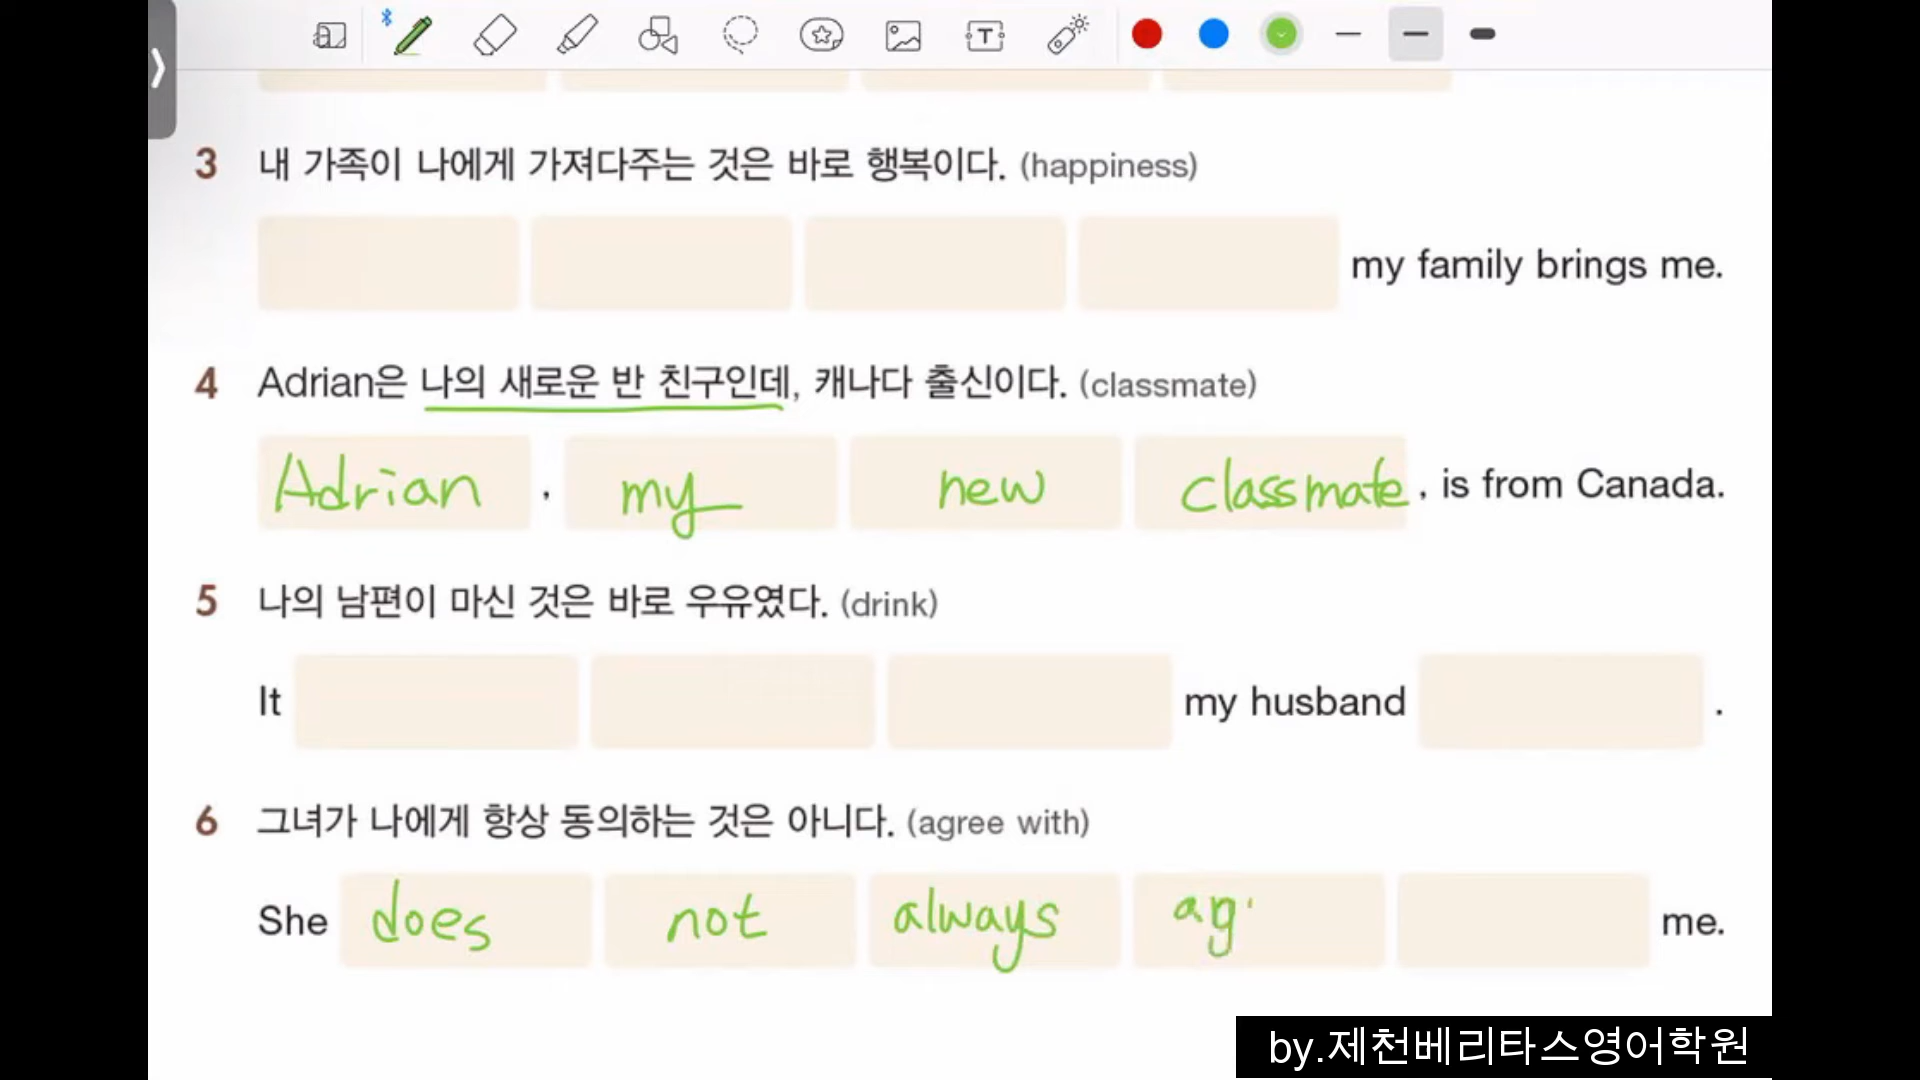 3 내 가족이 나에게 가져다주는 것은 바로 행복이다. (happiness)
my family brings me.
4 Adrian은 나의 새로운 반 친구인데, 캐나다 출신이다. (classmate)
Adrian , my new classmate , is from Canada.
5 나의 남편이 마신 것은 바로 우유였다. (drink)
It my husband .
6 그녀가 나에게 항상 동의하는 것은 아니다. (agree with)
She does not always ag me.
by.제천베리타스영어학원